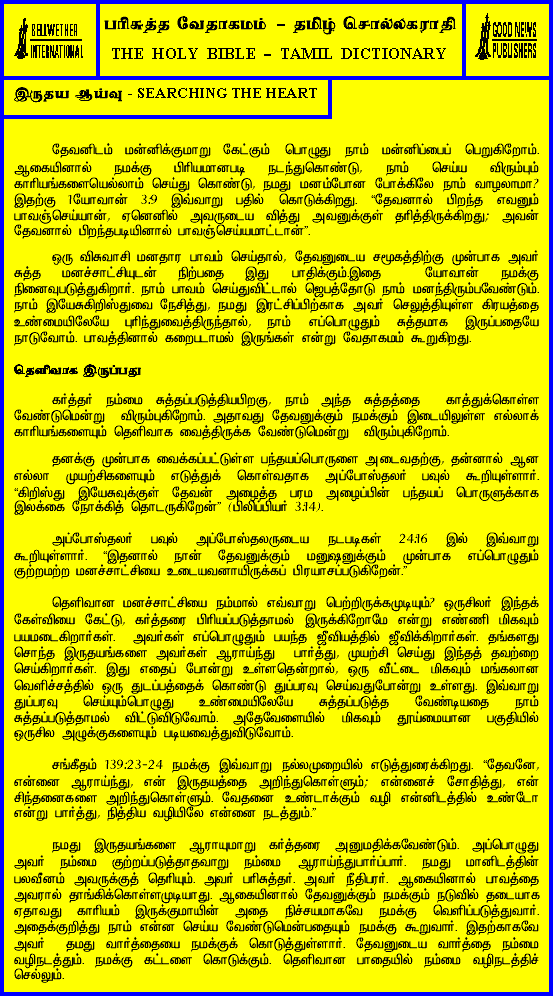 BELLWETHER
INTERNATIONAL
பரிசுத்த வேதாகமம் – தமிழ் சொல்லகராதி
THE HOLY BIBLE – TAMIL DICTIONARY
GOOD NEWS
PUBLISHERS
இருதய ஆய்வு - SEARCHING THE HEART
தேவனிடம் மன்னிக்குமாறு கேட்கும் பொழுது நாம் மன்னிப்பைப் பெறுகிறோம்.
ஆகையினால் நமக்கு பிரியமானபடி நடந்துகொண்டு, நாம் செய்ய விரும்பும்
காரியங்களையெல்லாம் செய்து கொண்டு, நமது மனம்போன போக்கிலே நாம் வாழலாமா?
இதற்கு 1யோவான் 3:9 இவ்வாறு பதில் கொடுக்கிறது. “தேவனால் பிறந்த எவனும்
பாவஞ்செய்யான், ஏனெனில் அவருடைய வித்து அவனுக்குள் தரித்திருக்கிறது; அவன்
தேவனால் பிறந்தபடியினால் பாவஞ்செய்யமாட்டான்”.
ஒரு விசுவாசி மனதார பாவம் செய்தால், தேவனுடைய சமூகத்திற்கு முன்பாக அவர்
சுத்த மனச்சாட்சியுடன் நிற்பதை இது பாதிக்கும்.இதை யோவான் நமக்கு
நினைவுபடுத்துகிறார். நாம் பாவம் செய்துவிட்டால் ஜெபத்தோடு நாம் மனந்திரும்பவேண்டும்.
நாம் இயேசுகிறிஸ்துவை நேசித்து, நமது இரட்சிப்பிற்காக அவர் செலுத்தியுள்ள கிரயத்தை
உண்மையிலேயே புரிந்துவைத்திருந்தால், நாம் எப்பொழுதும் சுத்தமாக இருப்பதையே
நாடுவோம். பாவத்தினால் கறைபடாமல் இருங்கள் என்று வேதாகமம் கூறுகிறது.
தெளிவாக இருப்பது
கர்த்தர் நம்மை சுத்தப்படுத்தியபிறகு, நாம் அந்த சுத்தத்தை காத்துக்கொள்ள
வேண்டுமென்று விரும்புகிறோம். அதாவது தேவனுக்கும் நமக்கும் இடையிலுள்ள எல்லாக்
காரியங்களையும் தெளிவாக வைத்திருக்க வேண்டுமென்று விரும்புகிறோம்.
தனக்கு முன்பாக வைக்கப்பட்டுள்ள பந்தயப்பொருளை அடைவதற்கு, தன்னால் ஆன
எல்லா முயற்சிகளையும் எடுத்துக் கொள்வதாக அப்போஸ்தலர் பவுல் கூறியுள்ளார்.
“கிறிஸ்து இயேசுவுக்குள் தேவன் அழைத்த பரம அழைப்பின் பந்தயப் பொருளுக்காக
இலக்கை நோக்கித் தொடருகிறேன்” (பிலிப்பியர் 3:14).
அப்போஸ்தலர் பவுல் அப்போஸ்தலருடைய நடபடிகள் 24:16 இல் இவ்வாறு
கூறியுள்ளார். “இதனால் நான் தேவனுக்கும் மனுஷனுக்கும் முன்பாக எப்பொழுதும்
குற்றமற்ற மனச்சாட்சியை உடையவனாயிருக்கப் பிரயாசப்படுகிறேன்.”
தெளிவான மனச்சாட்சியை நம்மால் எவ்வாறு பெற்றிருக்கமுடியும்? ஒருசிலர் இந்தக்
கேள்வியை கேட்டு, கர்த்தரை பிரியப்படுத்தாமல் இருக்கிறோமே என்று எண்ணி மிகவும்
பயமடைகிறார்கள். அவர்கள் எப்பொழுதும் பயந்த ஜீவியத்தில் ஜீவிக்கிறார்கள். தங்களது
சொந்த இருதயங்களை அவர்கள் ஆராய்ந்து பார்த்து, முயற்சி செய்து இந்தத் தவற்றை
செய்கிறார்கள். இது எதைப் போன்று உள்ளதென்றால், ஒரு வீட்டை மிகவும் மங்கலான
வெளிச்சத்தில் ஒரு துடப்பத்தைக் கொண்டு துப்பரவு செய்வதுபோன்று உள்ளது. இவ்வாறு
துப்பரவு செய்யும்பொழுது உண்மையிலேயே சுத்தப்படுத்த வேண்டியதை நாம்
சுத்தப்படுத்தாமல் விட்டுவிடுவோம். அதேவேளையில் மிகவும் தூய்மையான பகுதியில்
ஒருசில அழுக்குகளையும் படியவைத்துவிடுவோம்.
சங்கீதம் 139:23-24 நமக்கு இவ்வாறு நல்லமுறையில் எடுத்துரைக்கிறது. “தேவனே,
என்னை ஆராய்ந்து, என் இருதயத்தை அறிந்துகொள்ளும்; என்னைச் சோதித்து, என்
சிந்தனைகளை அறிந்துகொள்ளும். வேதனை உண்டாக்கும் வழி என்னிடத்தில் உண்டோ
என்று பார்த்து, நித்திய வழியிலே என்னை நடத்தும்.”
நமது இருதயங்களை ஆராயுமாறு கர்த்தரை அனுமதிக்கவேண்டும். அப்பொழுது
அவர் நம்மை குற்றப்படுத்தாதவாறு நம்மை ஆராய்ந்துபார்ப்பார். நமது மானிடத்தின்
பலவீனம் அவருக்குத் தெரியும். அவர் பரிசுத்தர். அவர் நீதிபரர். ஆகையினால் பாவத்தை
அவரால் தாங்கிக்கொள்ளமுடியாது. ஆகையினால் தேவனுக்கும் நமக்கும் நடுவில் தடையாக
ஏதாவது காரியம் இருக்குமாயின் அதை நிச்சயமாகவே நமக்கு வெளிப்படுத்துவார்.
அதைக்குறித்து நாம் என்ன செய்ய வேண்டுமென்பதையும் நமக்கு கூறுவார். இதற்காகவே
அவர் தமது வார்த்தையை நமக்குக் கொடுத்துள்ளார். தேவனுடைய வார்த்தை நம்மை
வழிநடத்தும். நமக்கு கட்டளை கொடுக்கும். தெளிவான பாதையில் நம்மை வழிநடத்திச்
செல்லும்.